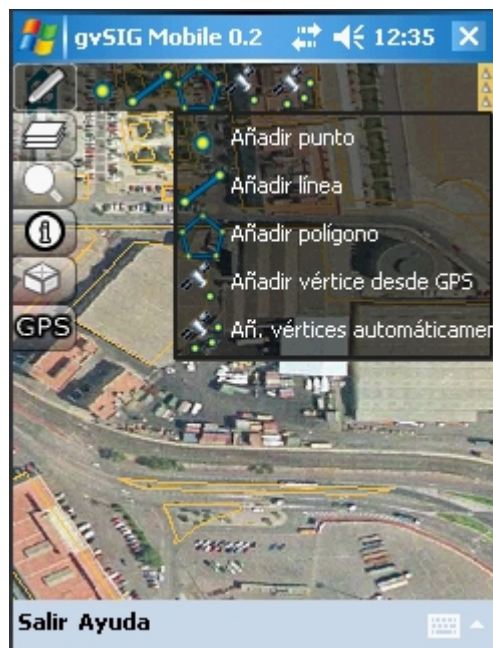 gvSIG Mobile 0.2 12:35
Añadir punto
Añadir línea
Añadir polígono
Añadir vértice desde GPS
Añ. vértices automáticamer
GPS
Salir Ayuda